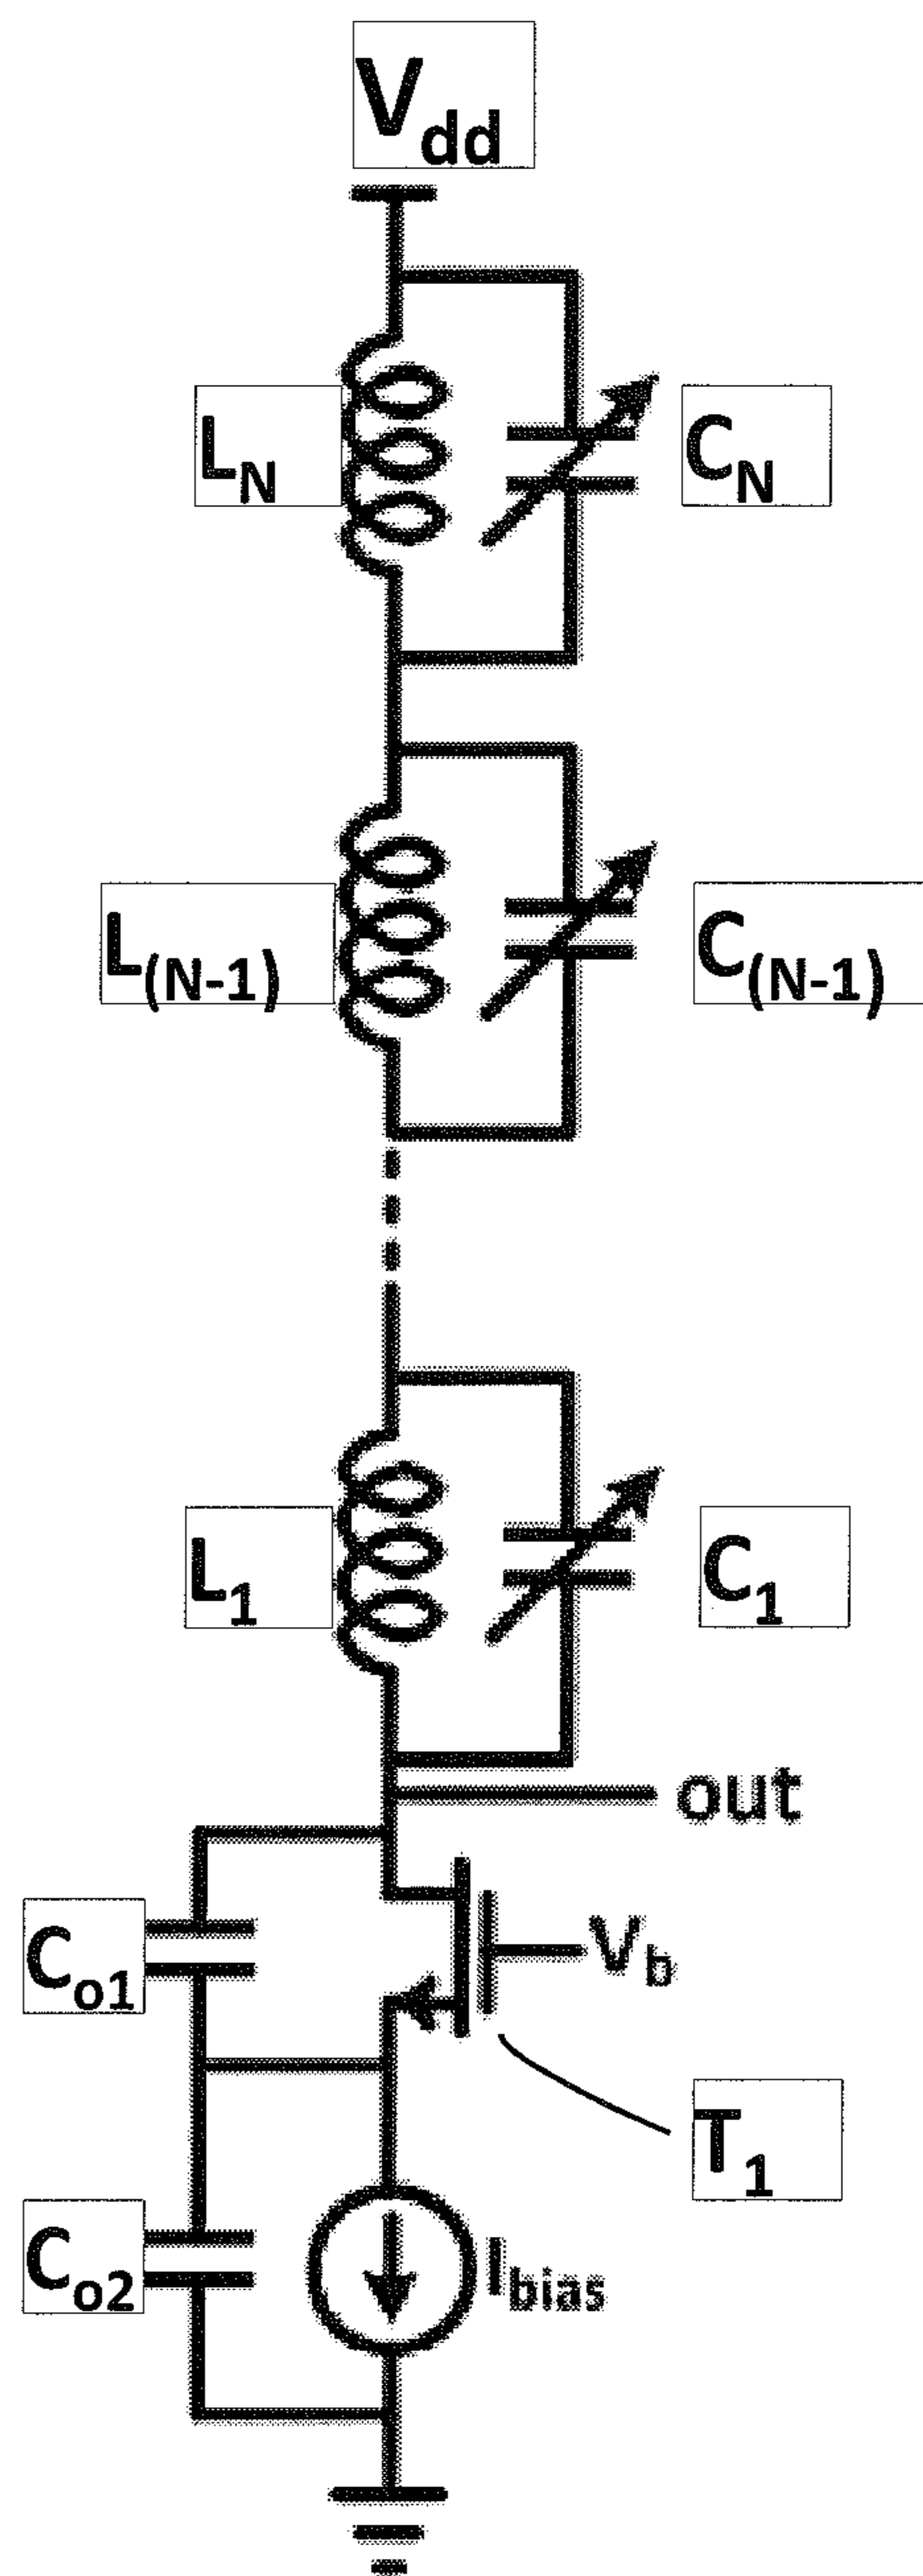 Vdd
LN
CN
L(N-1)
C(N-1)
L1
C1
out
Co1
Vb
T1
Co2
Ibias